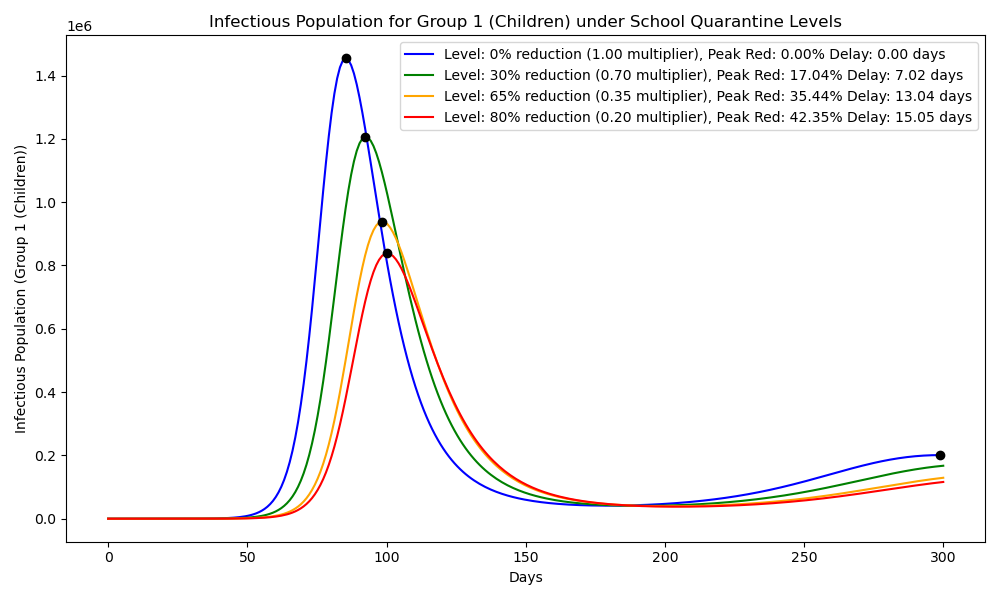 Infectious Population for Group 1 (Children) under School Quarantine Levels
1e6
Level: 0% reduction (1.00 multiplier), Peak Red: 0.00% Delay: 0.00 days
Level: 30% reduction (0.70 multiplier), Peak Red: 17.04% Delay: 7.02 days
Level: 65% reduction (0.35 multiplier), Peak Red: 35.44% Delay: 13.04 days
Level: 80% reduction (0.20 multiplier), Peak Red: 42.35% Delay: 15.05 days
Infectious Population (Group 1 (Children))
1.4
1.2
1.0
0.8
0.6
0.4
0.2
0.0
0 50 100 150 200 250 300
Days